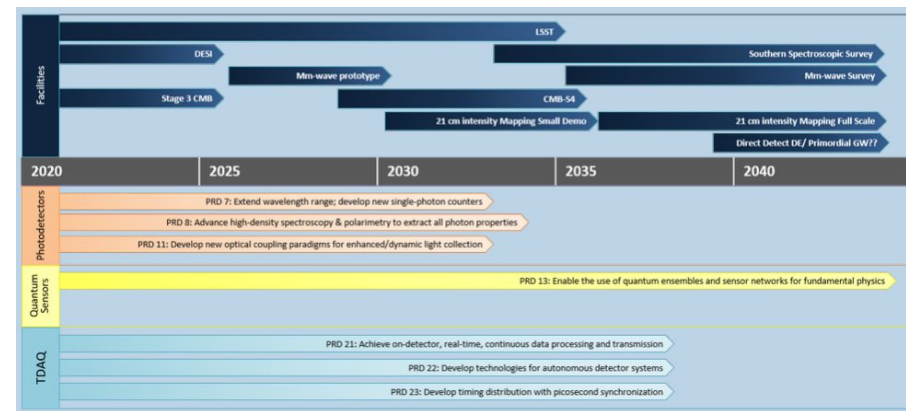 Facilities
LSST
DESI
Southern Spectroscopic Survey
Mm-wave prototype
Mm-wave Survey
Stage 3 CMB
CMB-S4
21 cm intensity Mapping Small Demo
21 cm intensity Mapping Full Scale
Direct Detect DE/ Primordial GW??
2020
2025
2030
2035
2040
Photodetectors
PRD 7: Extend wavelength range; develop new single-photon counters
PRD 8: Advance high-density spectroscopy & polarimetry to extract all photon properties
PRD 11: Develop new optical coupling paradigms for enhanced/dynamic light collection
Quantum
Sensors
PRD 13: Enable the use of quantum ensembles and sensor networks for fundamental physics
TDAQ
PRD 21: Achieve on-detector, real-time, continuous data processing and transmission
PRD 22: Develop technologies for autonomous detector systems
PRD 23: Develop timing distribution with picosecond synchronization